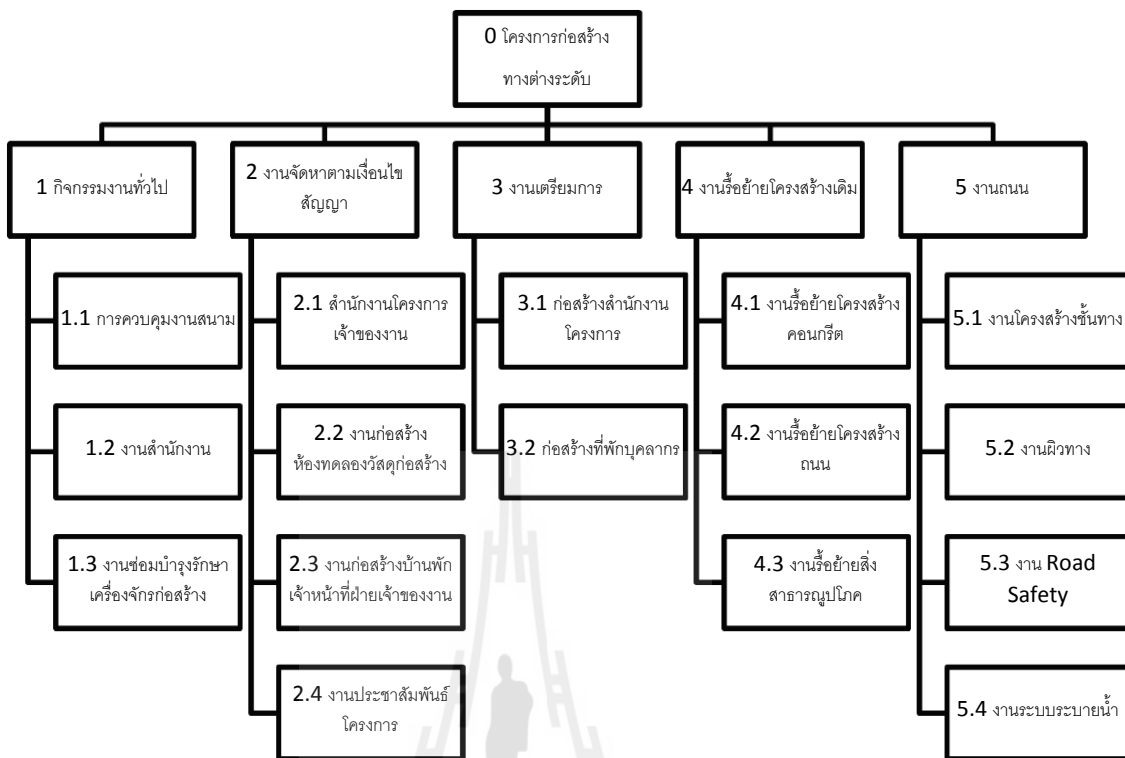 0 โครงการก่อสร้าง
ทางต่างระดับ
1 กิจกรรมงานทั่วไป
2 งานจัดหาตามเงื่อนไข
สัญญา
3 งานเตรียมการ
4 งานรื้อย้ายโครงสร้างเดิม
5 งานถนน
1.1 การควบคุมงานสนาม
2.1 สำนักงานโครงการ
เจ้าของงาน
3.1 ก่อสร้างสำนักงาน
โครงการ
4.1 งานรื้อย้ายโครงสร้าง
คอนกรีต
5.1 งานโครงสร้างชั้นทาง
1.2 งานสำนักงาน
2.2 งานก่อสร้าง
ห้องทดลองวัสดุก่อสร้าง
3.2 ก่อสร้างที่พักบุคลากร
4.2 งานรื้อย้ายโครงสร้าง
ถนน
5.2 งานผิวทาง
1.3 งานซ่อมบำรุงรักษา
เครื่องจักรก่อสร้าง
2.3 งานก่อสร้างบ้านพัก
เจ้าหน้าที่ฝ่ายเจ้าของงาน
4.3 งานรื้อย้ายสิ่ง
สาธารณูปโภค
5.3 งาน Road
Safety
2.4 งานประชาสัมพันธ์
โครงการ
5.4 งานระบบระบายน้ำ